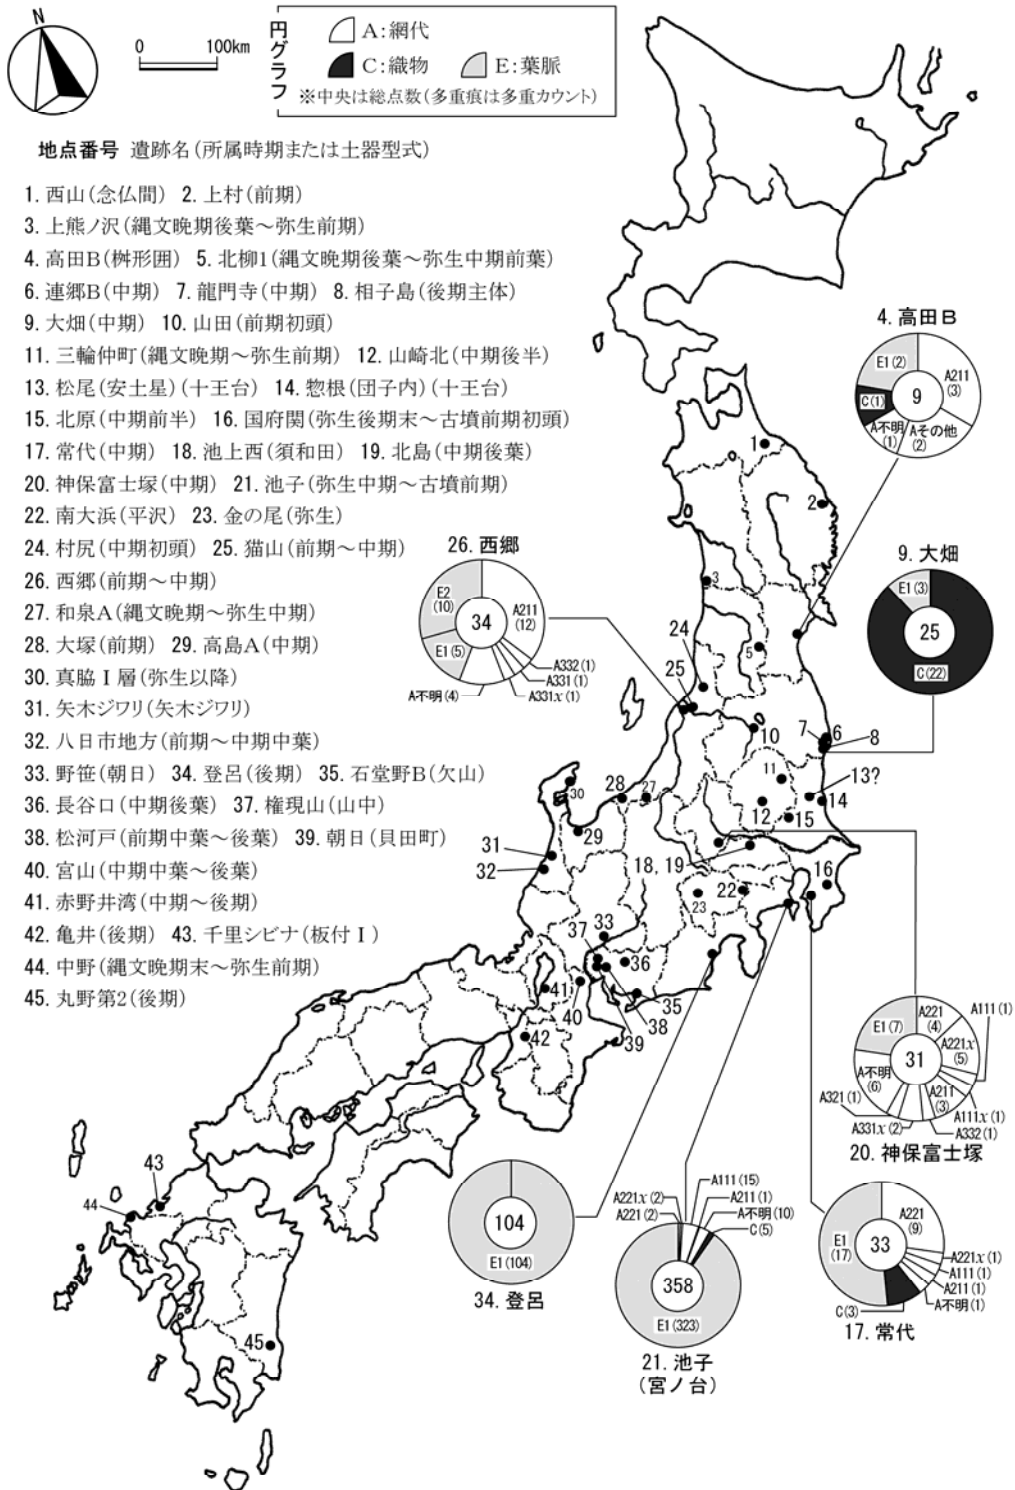 N
0 100km
円グラフ
A:網代
C:織物 E:葉脈
※中央は総点数(多重痕は多重カウント)
地点番号 遺跡名(所属時期または土器型式)
1. 西山(念仏間) 2. 上村(前期)
3. 上熊ノ沢(縄文晩期後葉～弥生前期)
4. 高田B(桝形囲) 5. 北柳1(縄文晩期後葉～弥生中期前葉)
6. 連郷B(中期) 7. 龍門寺(中期) 8. 相子島(後期主体)
9. 大畑(中期) 10. 山田(前期初頭)
11. 三輪仲町(縄文晩期～弥生前期) 12. 山崎北(中期後半)
13. 松尾(安土星)(十王台) 14. 惣根(団子内)(十王台)
15. 北原(中期前半) 16. 国府関(弥生後期末～古墳前期初頭)
17. 常代(中期) 18. 池上西(須和田) 19. 北島(中期後葉)
20. 神保富士塚(中期) 21. 池子(弥生中期～古墳前期)
22. 南大浜(平沢) 23. 金の尾(弥生)
24. 村尻(中期初頭) 25. 猫山(前期～中期)
26. 西郷(前期～中期)
27. 和泉A(縄文晩期～弥生中期)
28. 大塚(前期) 29. 高島A(中期)
30. 真脇Ⅰ層(弥生以降)
31. 矢木ジワリ(矢木ジワリ)
32. 八日市地方(前期～中期中葉)
33. 野笹(朝日) 34. 登呂(後期) 35. 石堂野B(欠山)
36. 長谷口(中期後葉) 37. 権現山(山中)
38. 松河戸(前期中葉～後葉) 39. 朝日(貝田町)
40. 宮山(中期中葉～後葉)
41. 赤野井湾(中期～後期)
42. 亀井(後期) 43. 千里シビナ(板付Ⅰ)
44. 中野(縄文晩期末～弥生前期)
45. 丸野第2(後期)
4. 高田B
E1(2)
A211
(3)
C(1)
9
A不明
(1)
Aその他
(2)
1
2
9. 大畑
E1(3)
25
C(22)
26. 西郷
E2
(10)
A211
(12)
34
E1(5)
A332(1)
A331(1)
A331x(1)
A不明(4)
3
24
5
25
10
7
6
8
11
13?
12
14
15
30
28
27
29
31
32
18, 19
16
22
23
33
37
36
41
40
35
38
39
42
20. 神保富士塚
E1(7)
A221
(4)
A111(1)
A221x
(5)
31
A不明
(6)
A321(1)
A211
(3)
A111x(1)
A331x(2)
A332(1)
43
44
45
104
E1(104)
34. 登呂
A111(15)
A221x(2)
A211(1)
A221(2)
A不明(10)
C(5)
358
E1(323)
21. 池子
(宮ノ台)
A221
(9)
E1
(17)
33
A221x(1)
A111(1)
A211(1)
A不明(1)
C(3)
17. 常代